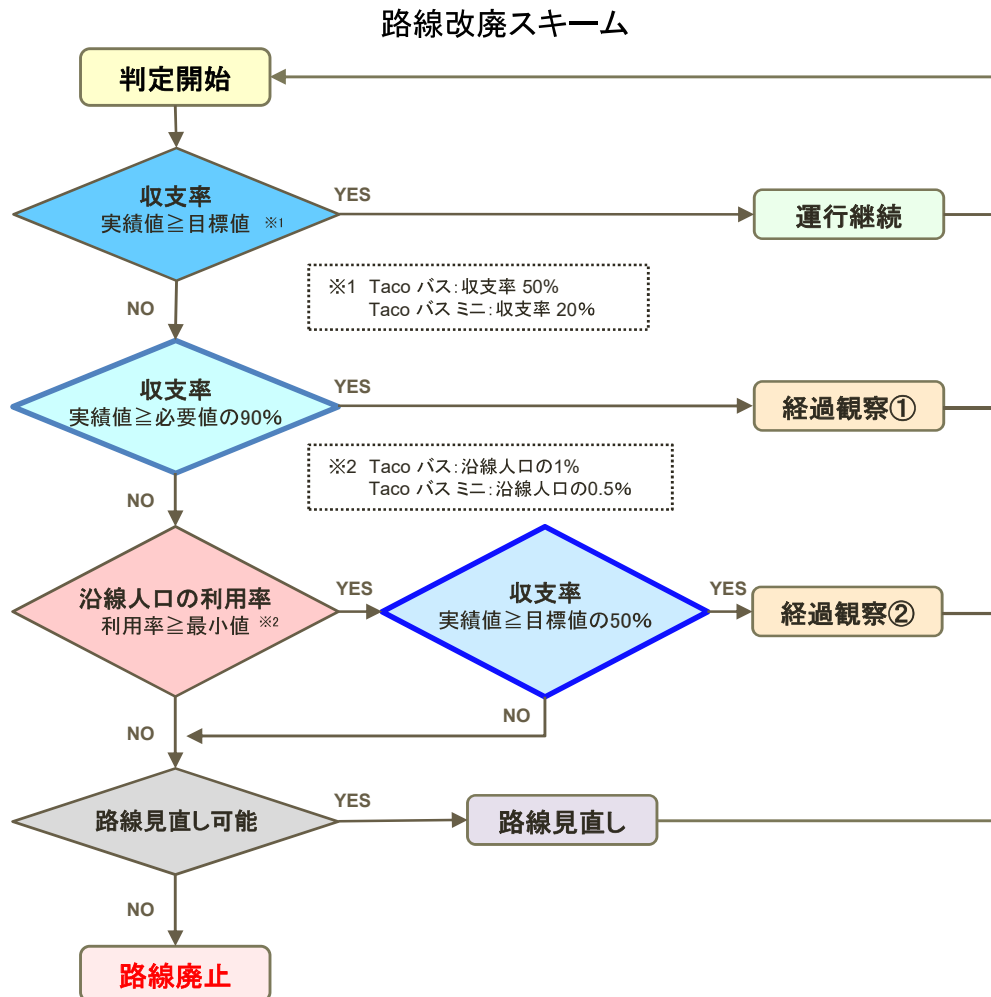 路線改廃スキーム
判定開始
収支率
実績値≧目標値 ※1
YES
運行継続
NO
※1 Taco バス：収支率 50%
Taco バス ミニ：収支率 20%
収支率
実績値≧必要値の90%
YES
経過観察①
NO
※2 Taco バス：沿線人口の1%
Taco バス ミニ：沿線人口の0.5%
沿線人口の利用率
利用率≧最小値 ※2
YES
収支率
実績値≧目標値の50%
YES
経過観察②
NO
NO
路線見直し可能
YES
路線見直し
NO
路線廃止